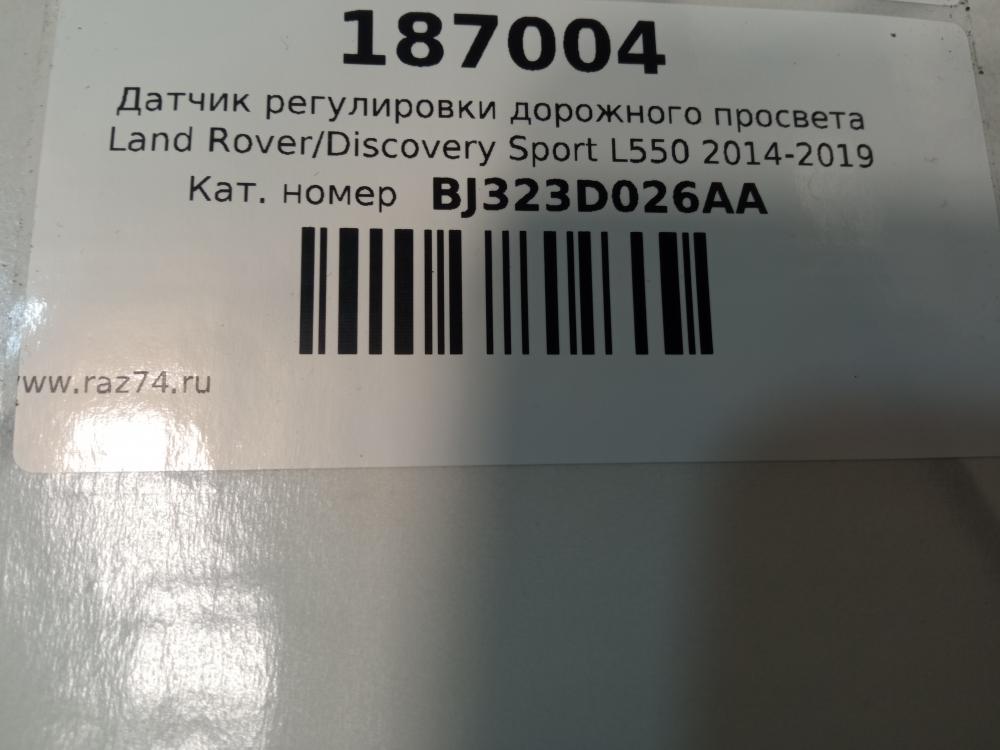 187004
Датчик регулировки дорожного просвета
Land Rover/Discovery Sport L550 2014-2019
Кат. номер BJ323D026AA
www.raz74.ru